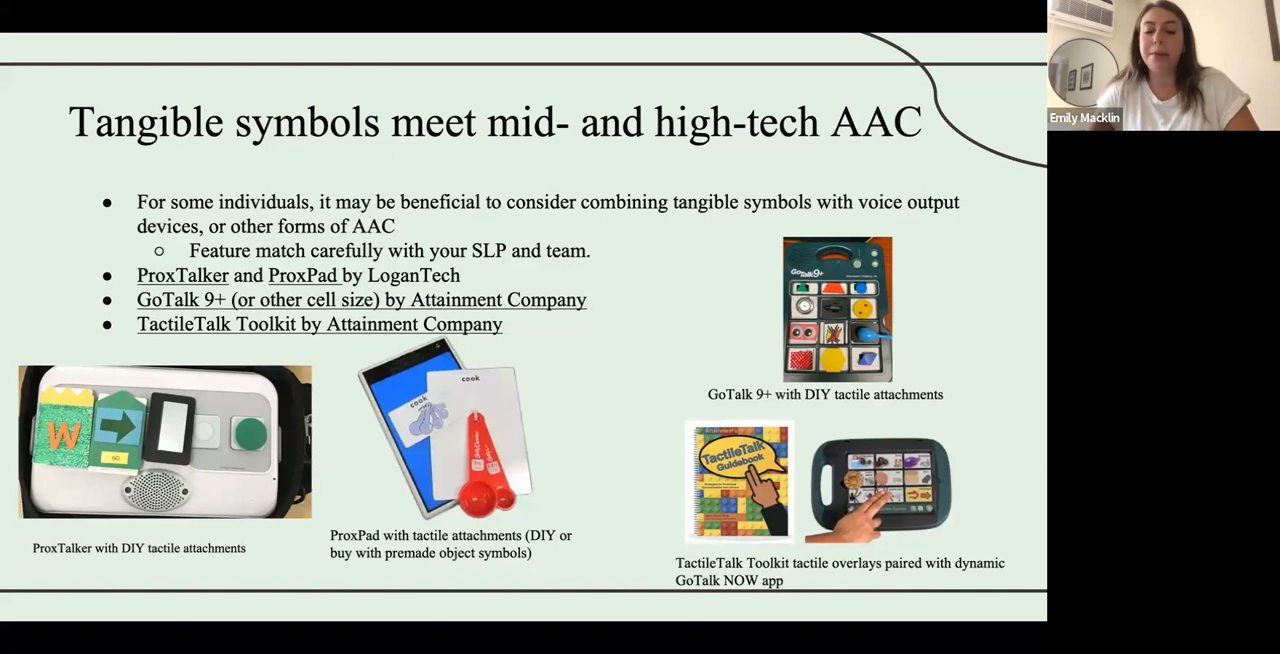 Tangible symbols meet mid- and high-tech AAC
Emily Macklin
● For some individuals, it may be beneficial to consider combining tangible symbols with voice output
devices, or other forms of AAC
○ Feature match carefully with your SLP and team.
● ProxTalker and ProxPad by LoganTech
● GoTalk 9+ (or other cell size) by Attainment Company
● TactileTalk Toolkit by Attainment Company
GoTalk9+
GoTalk 9+ with DIY tactile attachments
W
GO
ProxTalker with DIY tactile attachments
cook
cook
ProxPad with tactile attachments (DIY or
buy with premade object symbols)
Attainment's
TactileTalk
Guidebook
TactileTalk Toolkit tactile overlays paired with dynamic
GoTalk NOW app